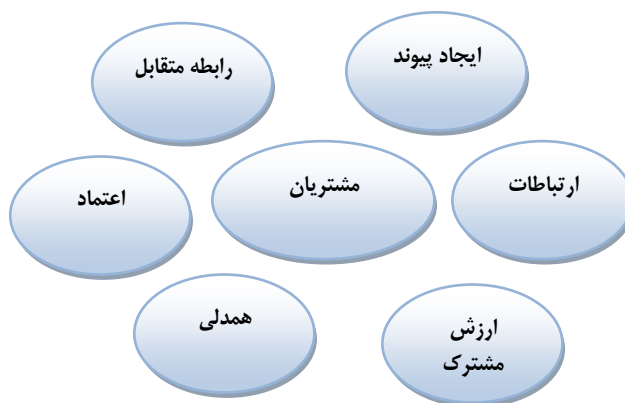 ایجاد پیوند
رابطه متقابل
ارتباطات
مشتریان
اعتماد
همدلی
ارزش
مشترک